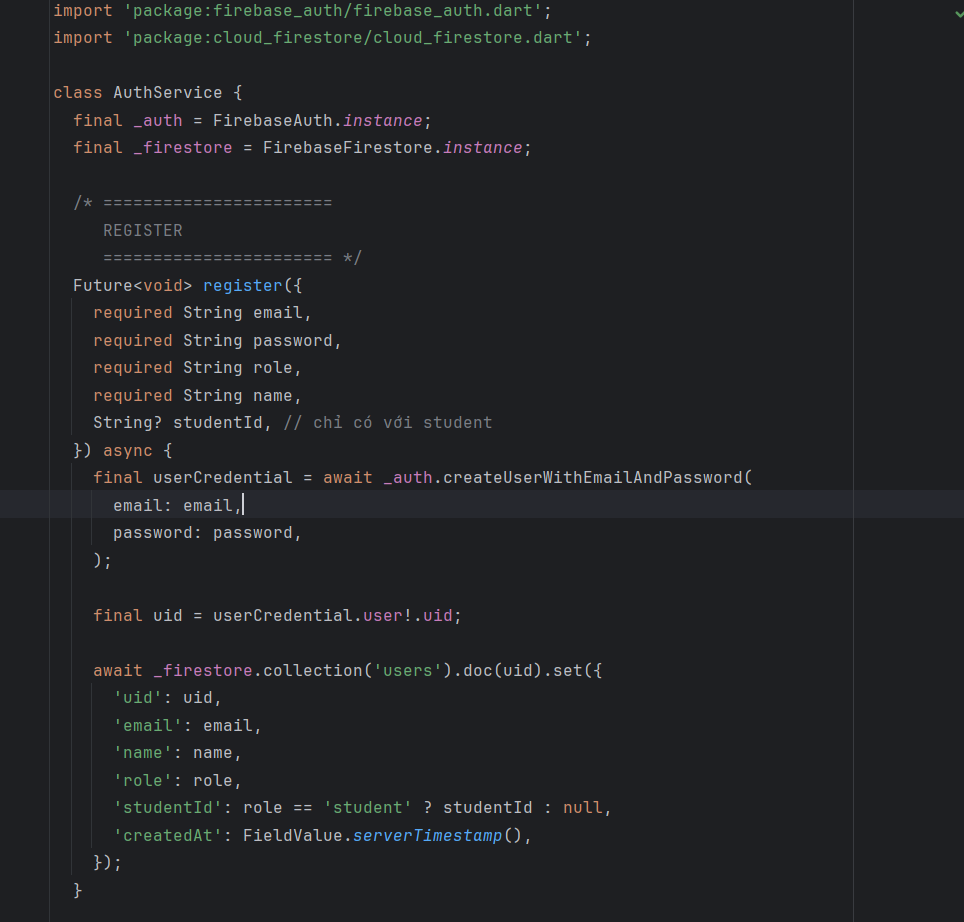 import 'package:firebase_auth/firebase_auth.dart';
import 'package:cloud_firestore/cloud_firestore.dart';
class AuthService {
final _auth = FirebaseAuth.instance;
final _firestore = FirebaseFirestore.instance;
/* =======================
REGISTER
======================= */
Future<void> register({
required String email,
required String password,
required String role,
required String name,
String? studentId, // chỉ có với student
}) async {
final userCredential = await _auth.createUserWithEmailAndPassword(
email: email,
password: password,
);
final uid = userCredential.user!.uid;
await _firestore.collection('users').doc(uid).set({
'uid': uid,
'email': email,
'name': name,
'role': role,
'studentId': role == 'student' ? studentId : null,
'createdAt': FieldValue.serverTimestamp(),
});
}